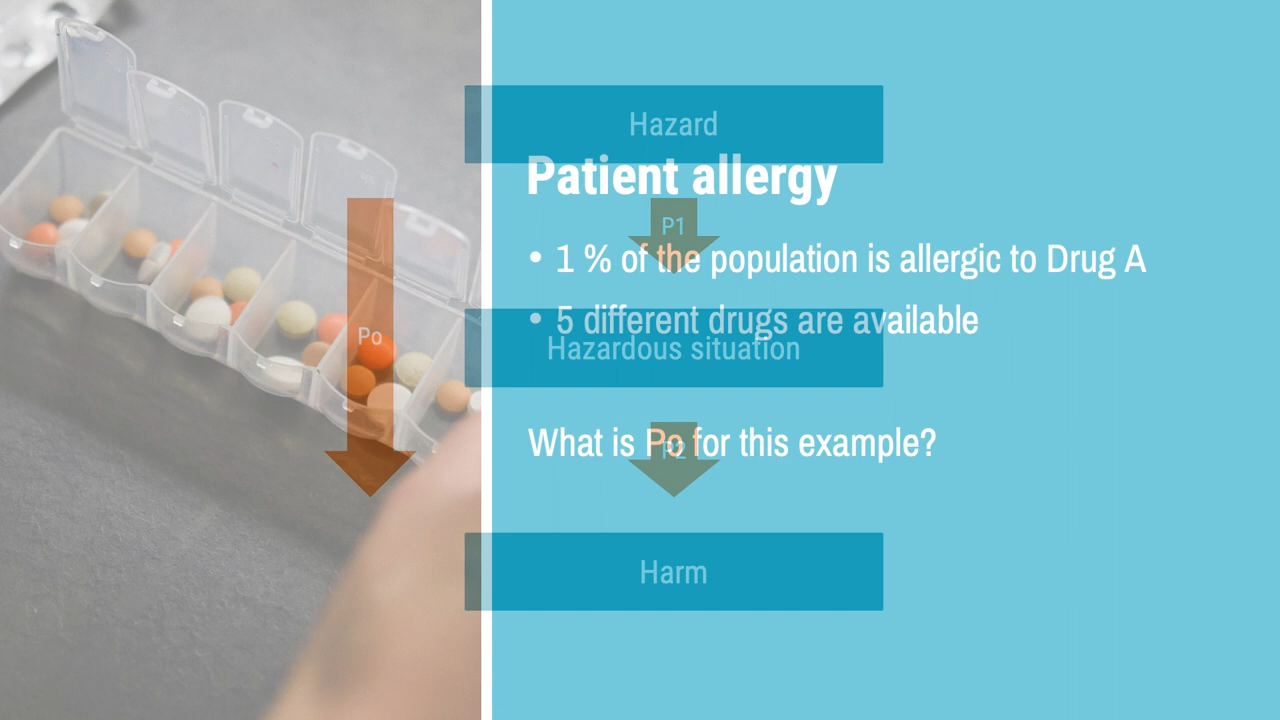 Hazard
Patient allergy
P1
• 1 % of the population is allergic to Drug A
• 5 different drugs are available
Po
Hazardous situation
What is Po for this example?
P2
Harm